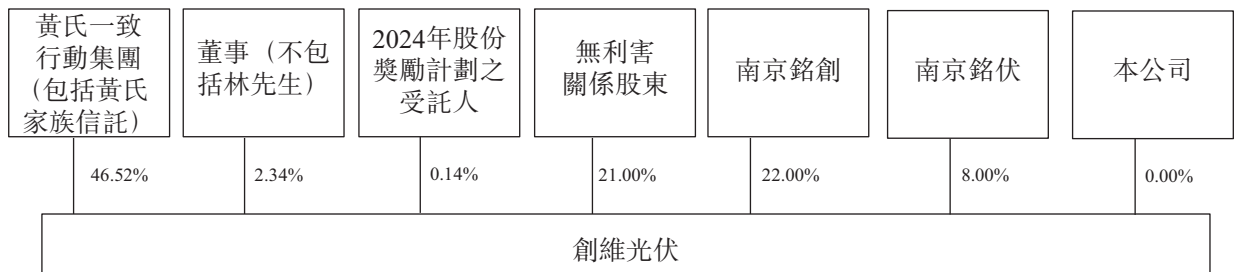 黃氏一致
行動集團
（包括黃氏
家族信託）
董事（不包
括林先生）
2024年股份
獎勵計劃之
受託人
無利害
關係股東
南京銘創
南京銘伏
本公司
46.52%
2.34%
0.14%
21.00%
22.00%
8.00%
0.00%
創維光伏